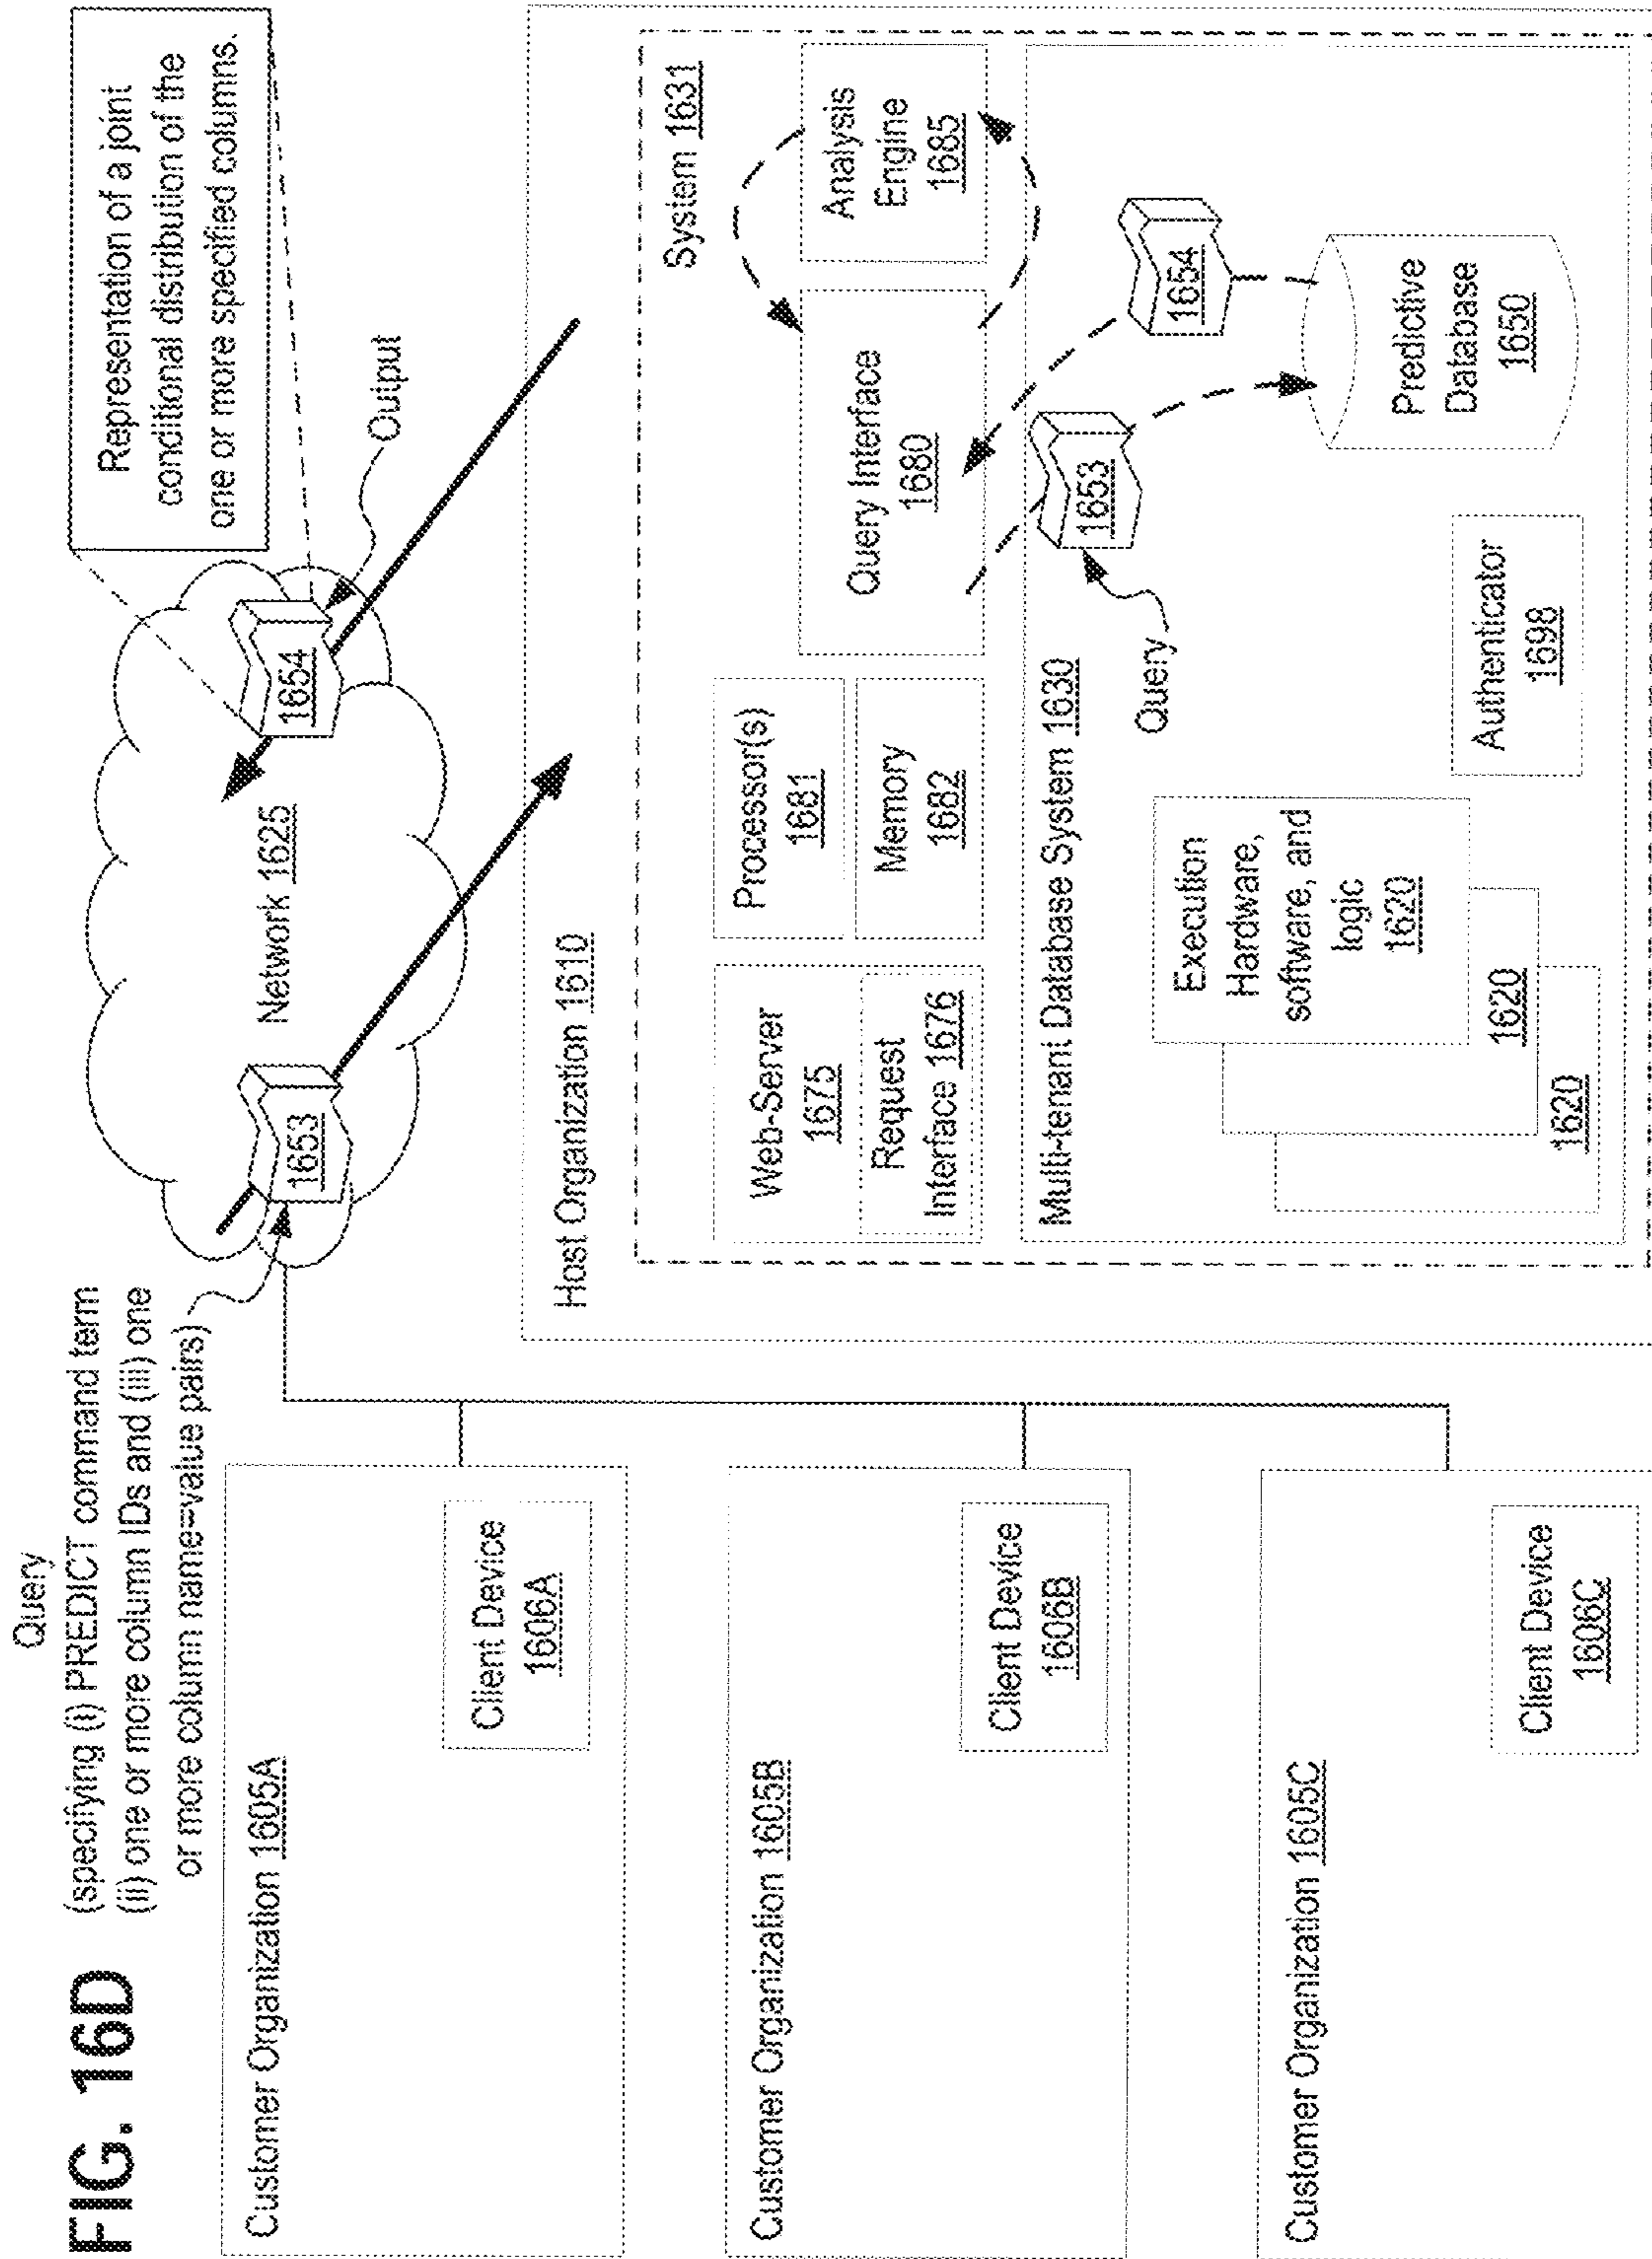 FIG. 16D
Query
(specifying (i) PREDICT command term
(ii) one or more column IDs and (iii) one
or more column name=value pairs)
Representation of a joint
conditional distribution of the
one or more specified columns.
1653
Network 1625
1654
Output
Customer Organization 1605A
Client Device
1606A
Customer Organization 1605B
Client Device
1606B
Customer Organization 1605C
Client Device
1606C
Host Organization 1610
System 1631
Web-Server
1675
Request
Interface 1676
Processor(s)
1681
Memory
1682
Query Interface
1680
Analysis
Engine
1685
Multi-tenant Database System 1630
Query
1653
1654
Execution
Hardware,
software, and
logic
1620
1620
1620
Authenticator
1698
Predictive
Database
1650